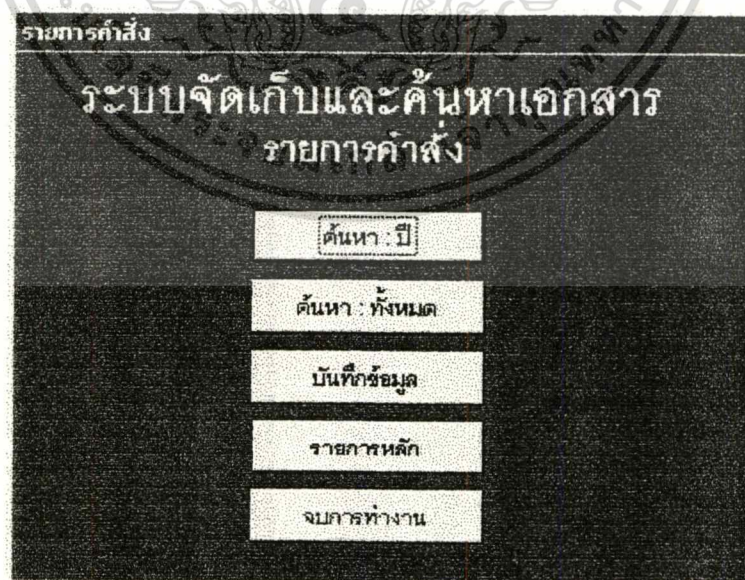 รายการคำสั่ง
ระบบจัดเก็บและค้นหาเอกสาร
รายการคำสั่ง
ค้นหา : ปี
ค้นหา : ทั้งหมด
บันทึกข้อมูล
รายการหลัก
จบการทำงาน